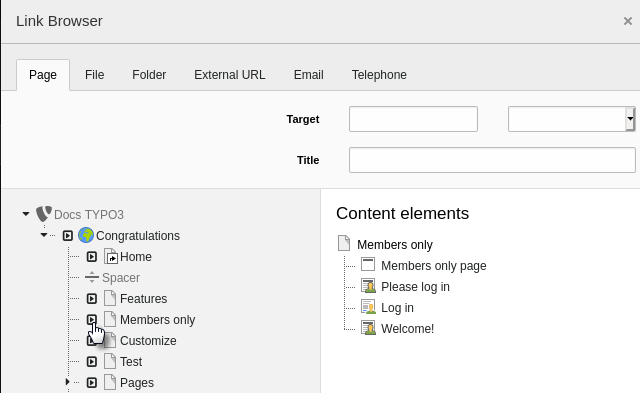 Link Browser ×
Page File Folder External URL Email Telephone
Target
Title
Docs TYPO3
Congratulations
Home
Spacer
Features
Members only
Customize
Test
Pages
Content elements
Members only
Members only page
Please log in
Log in
Welcome!